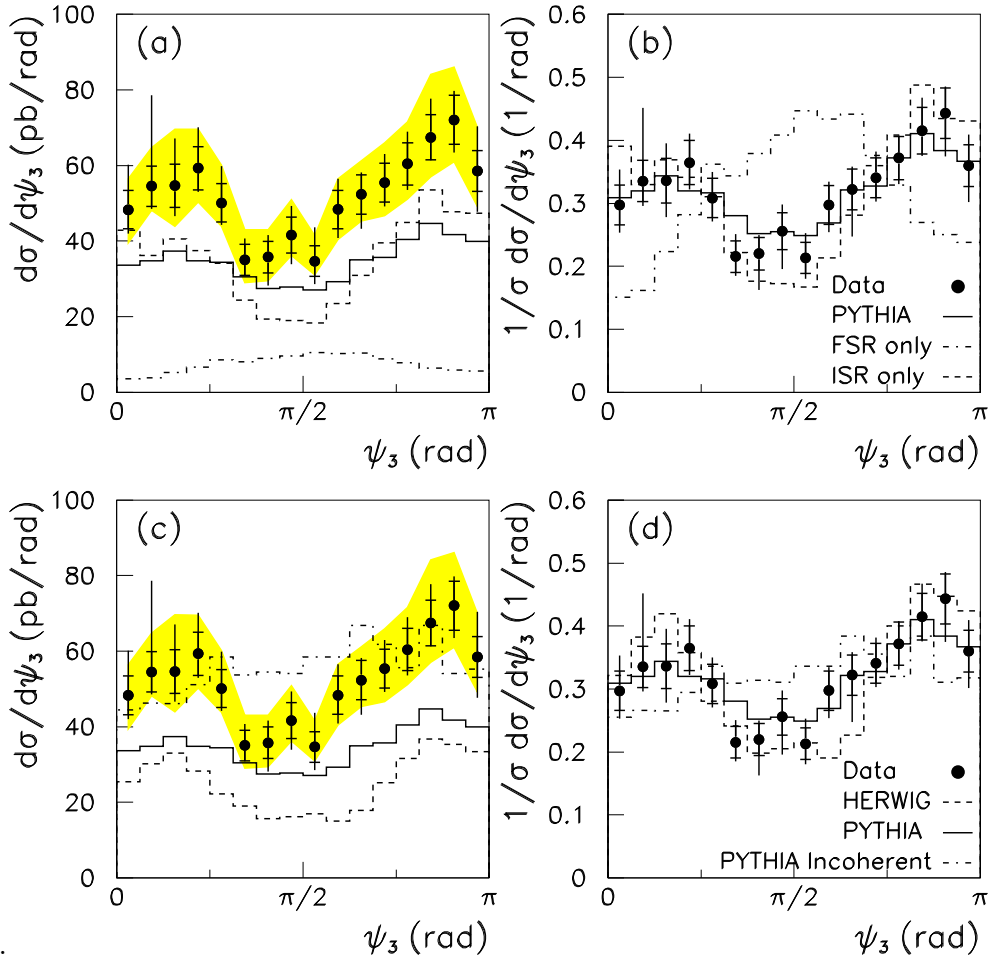 (a)
dσ/dψ₃ (pb/rad)
100
80
60
40
20
0
0
π/2
π
ψ₃ (rad)
(b)
1/σ dσ/dψ₃ (1/rad)
0.6
0.5
0.4
0.3
0.2
0.1
0
Data
PYTHIA
FSR only
ISR only
0
π/2
π
ψ₃ (rad)
(c)
dσ/dψ₃ (pb/rad)
100
80
60
40
20
0
0
π/2
π
ψ₃ (rad)
(d)
1/σ dσ/dψ₃ (1/rad)
0.6
0.5
0.4
0.3
0.2
0.1
0
Data
HERWIG
PYTHIA
PYTHIA Incoherent
0
π/2
π
ψ₃ (rad)
.